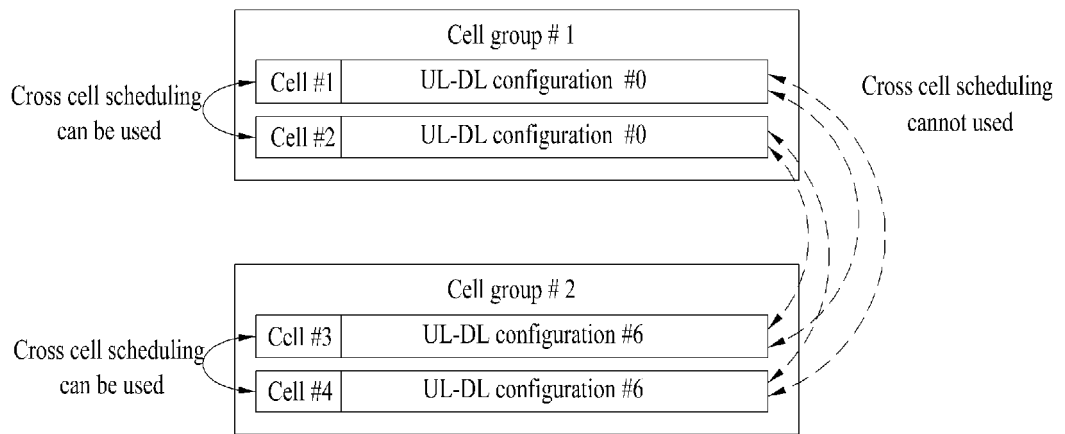 Cell group # 1
Cell #1 UL-DL configuration #0
Cross cell scheduling
can be used
Cell #2 UL-DL configuration #0
Cross cell scheduling
cannot used
Cell group # 2
Cell #3 UL-DL configuration #6
Cross cell scheduling
can be used
Cell #4 UL-DL configuration #6